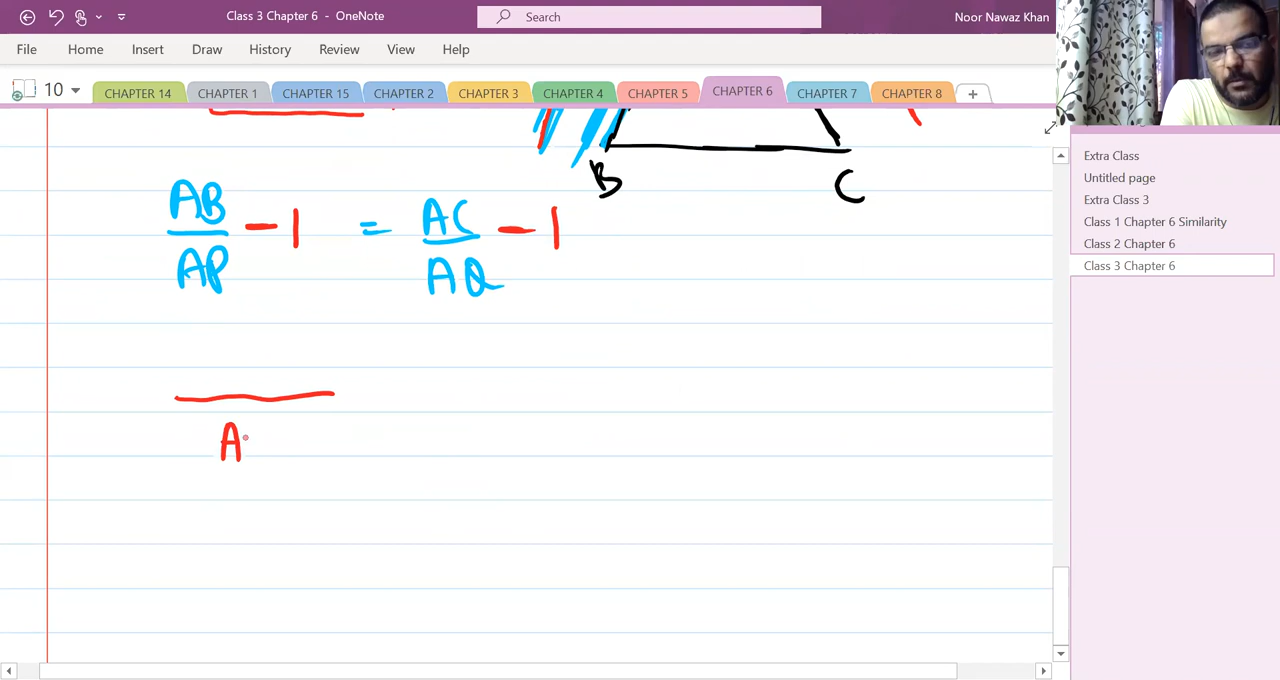 Class 3 Chapter 6 - OneNote
Search
Noor Nawaz Khan
File Home Insert Draw History Review View Help
10
CHAPTER 14 CHAPTER 1 CHAPTER 15 CHAPTER 2 CHAPTER 3 CHAPTER 4 CHAPTER 5 CHAPTER 6 CHAPTER 7 CHAPTER 8
Extra Class
Untitled page
Extra Class 3
Class 1 Chapter 6 Similarity
Class 2 Chapter 6
Class 3 Chapter 6
B C
AB AC
- 1 = - 1
AP AQ
A